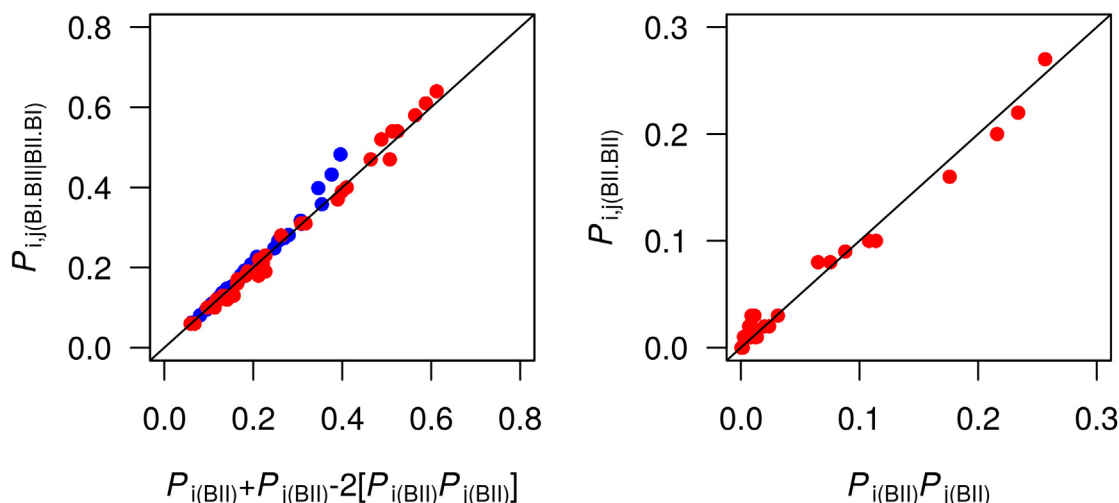 0.8
0.6
0.4
0.2
0.0
P i,j(BI.BII|BII.BI)
0.0 0.2 0.4 0.6 0.8
P i(BII)+P j(BII)-2[P i(BII)P j(BII)]
0.3
0.2
0.1
0.0
P i,j(BII.BII)
0.0 0.1 0.2 0.3
P i(BII)P j(BII)